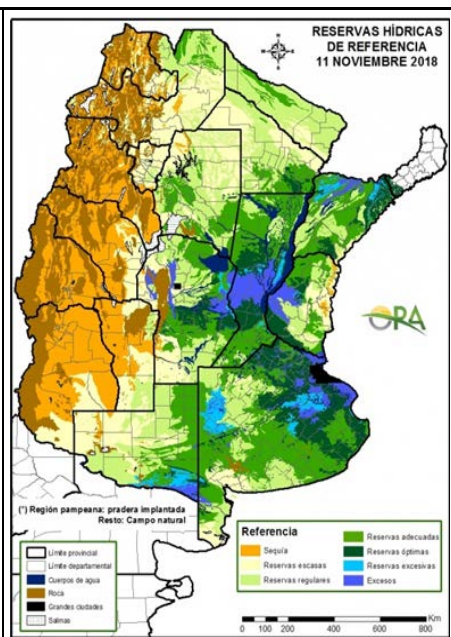 RESERVAS HÍDRICAS
DE REFERENCIA
11 NOVIEMBRE 2018
ORA
(*) Región pampeana: pradera implantada
Resto: Campo natural
Límite provincial
Límite departamental
Cuerpos de agua
Roca
Grandes ciudades
Salinas
Referencia
Sequía
Reservas escasas
Reservas regulares
Reservas adecuadas
Reservas óptimas
Reservas excesivas
Excesos
Km
0 100 200 400 600 800